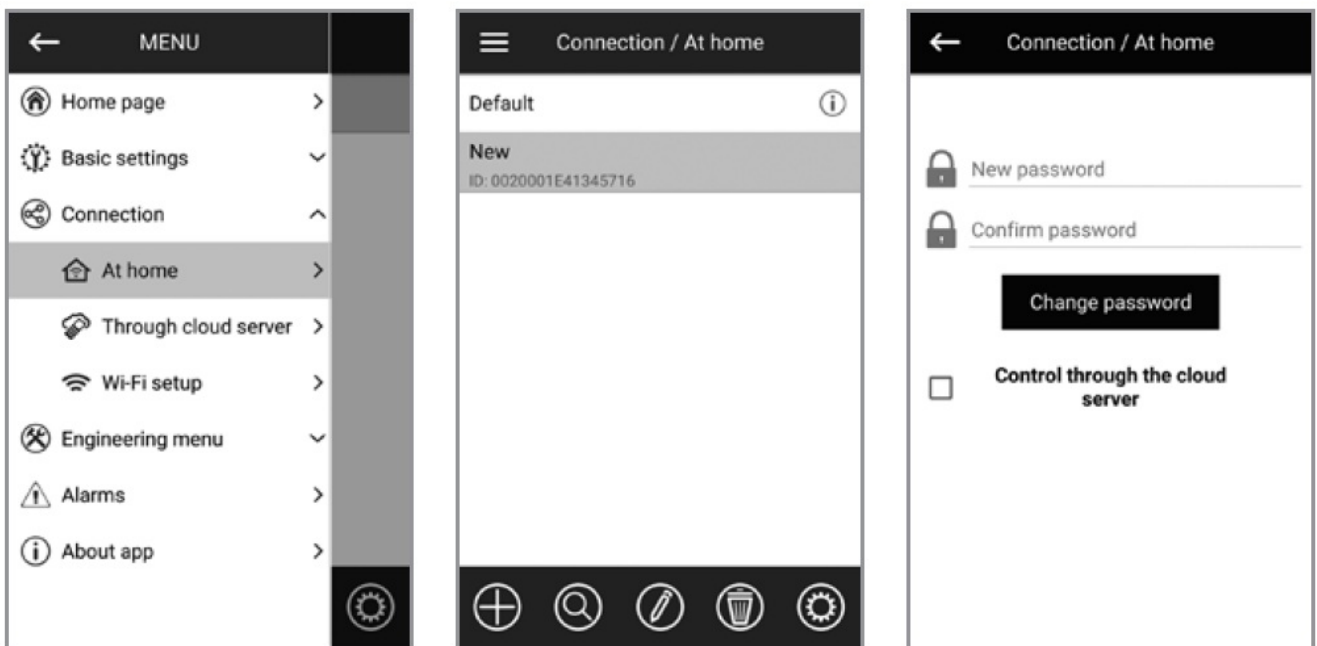 MENU
Home page
Basic settings
Connection
At home
Through cloud server
Wi-Fi setup
Engineering menu
Alarms
About app
Connection / At home
Default
New
ID: 0020001E41345716
Connection / At home
New password
Confirm password
Change password
Control through the cloud
server